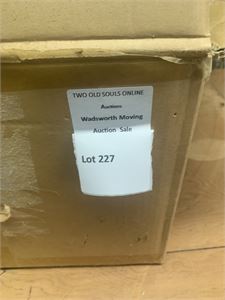 TWO OLD SOULS ONLINE
Auctions
Wadsworth Moving
Auction Sale
Lot 227